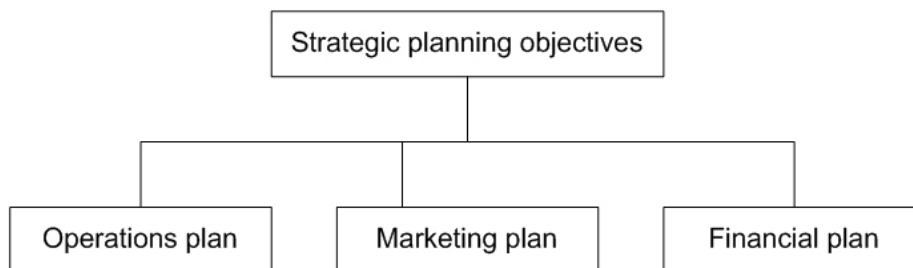 Strategic planning objectives
Operations plan
Marketing plan
Financial plan